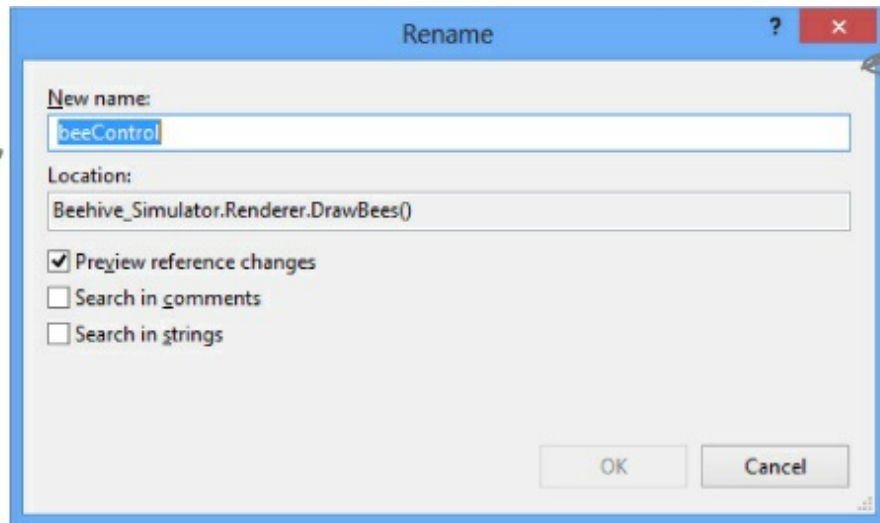 Rename
?
New name:
beeControl
Location:
Beehive_Simulator.Renderer.DrawBees()
Preview reference changes
Search in comments
Search in strings
OK
Cancel